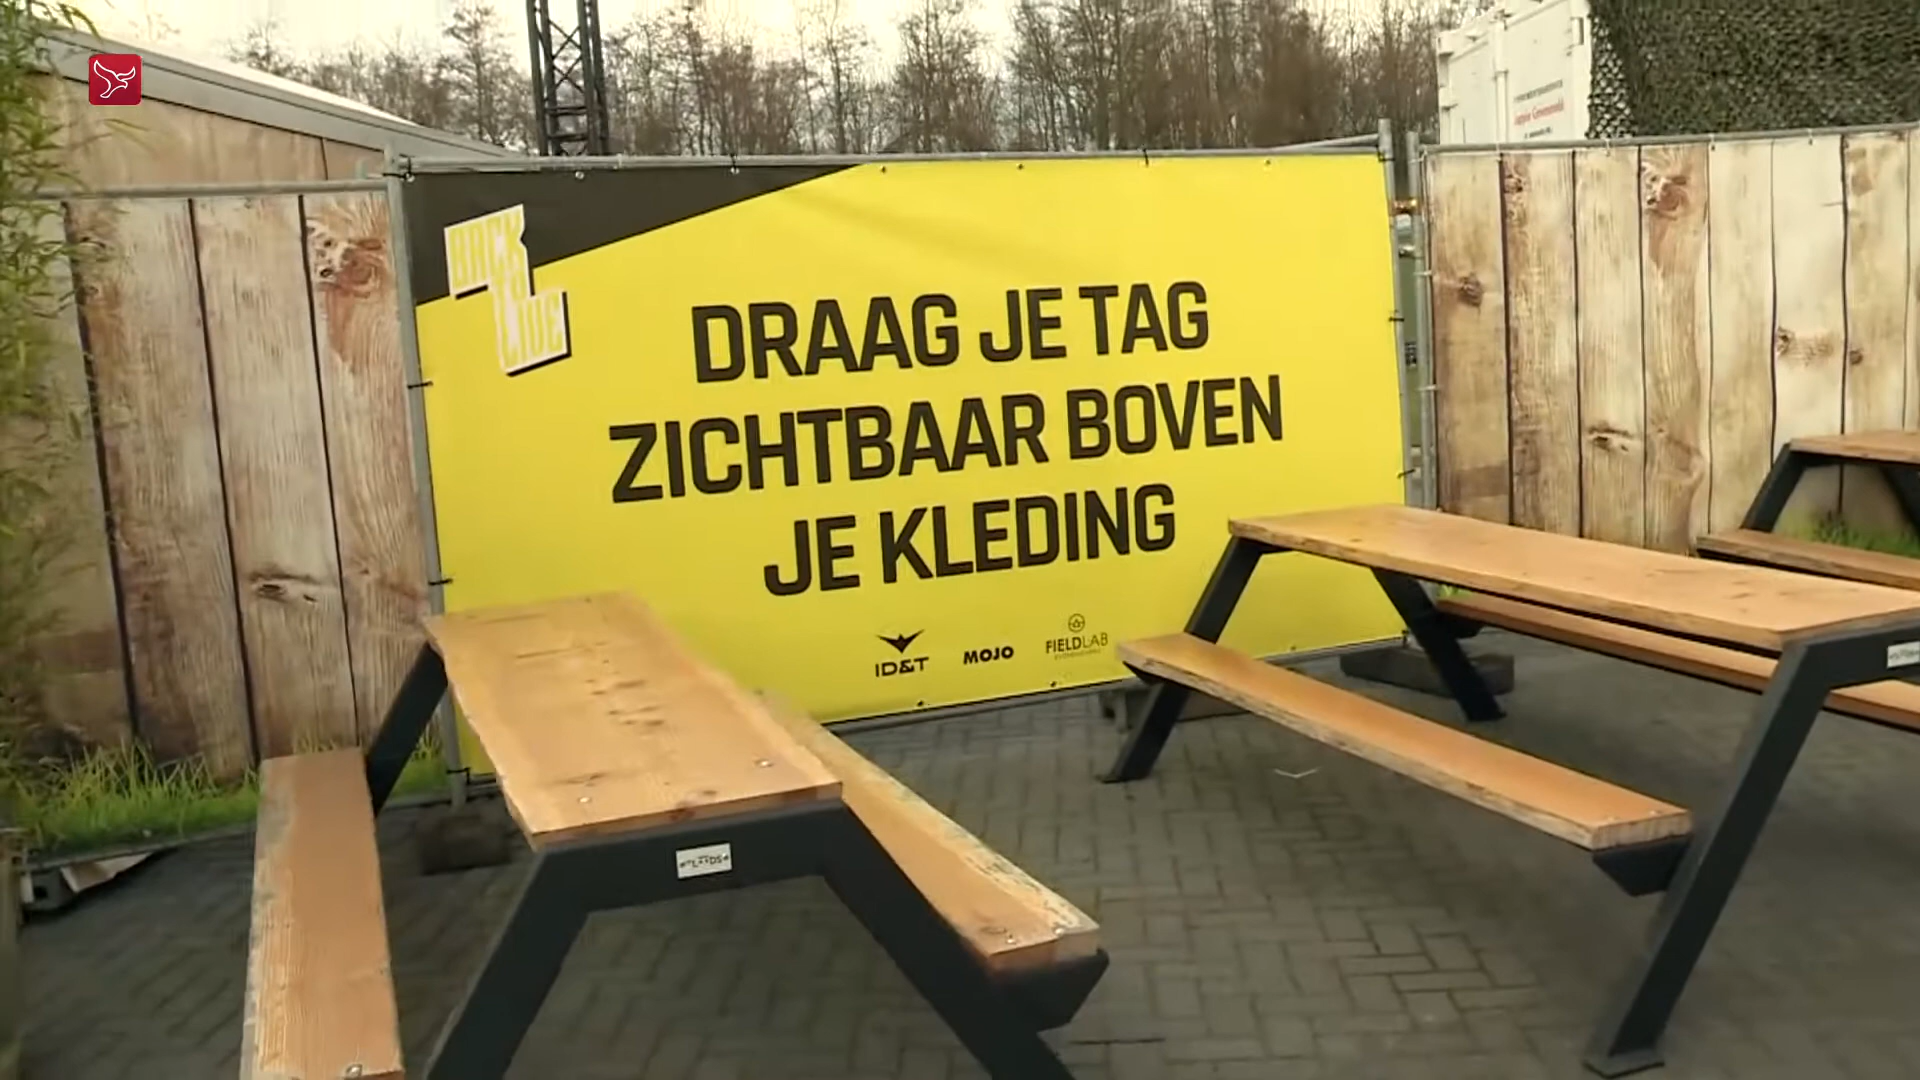 BACK
TO
LIVE
DRAAG JE TAG
ZICHTBAAR BOVEN
JE KLEDING
ID&T
MOJO
FIELDLAB